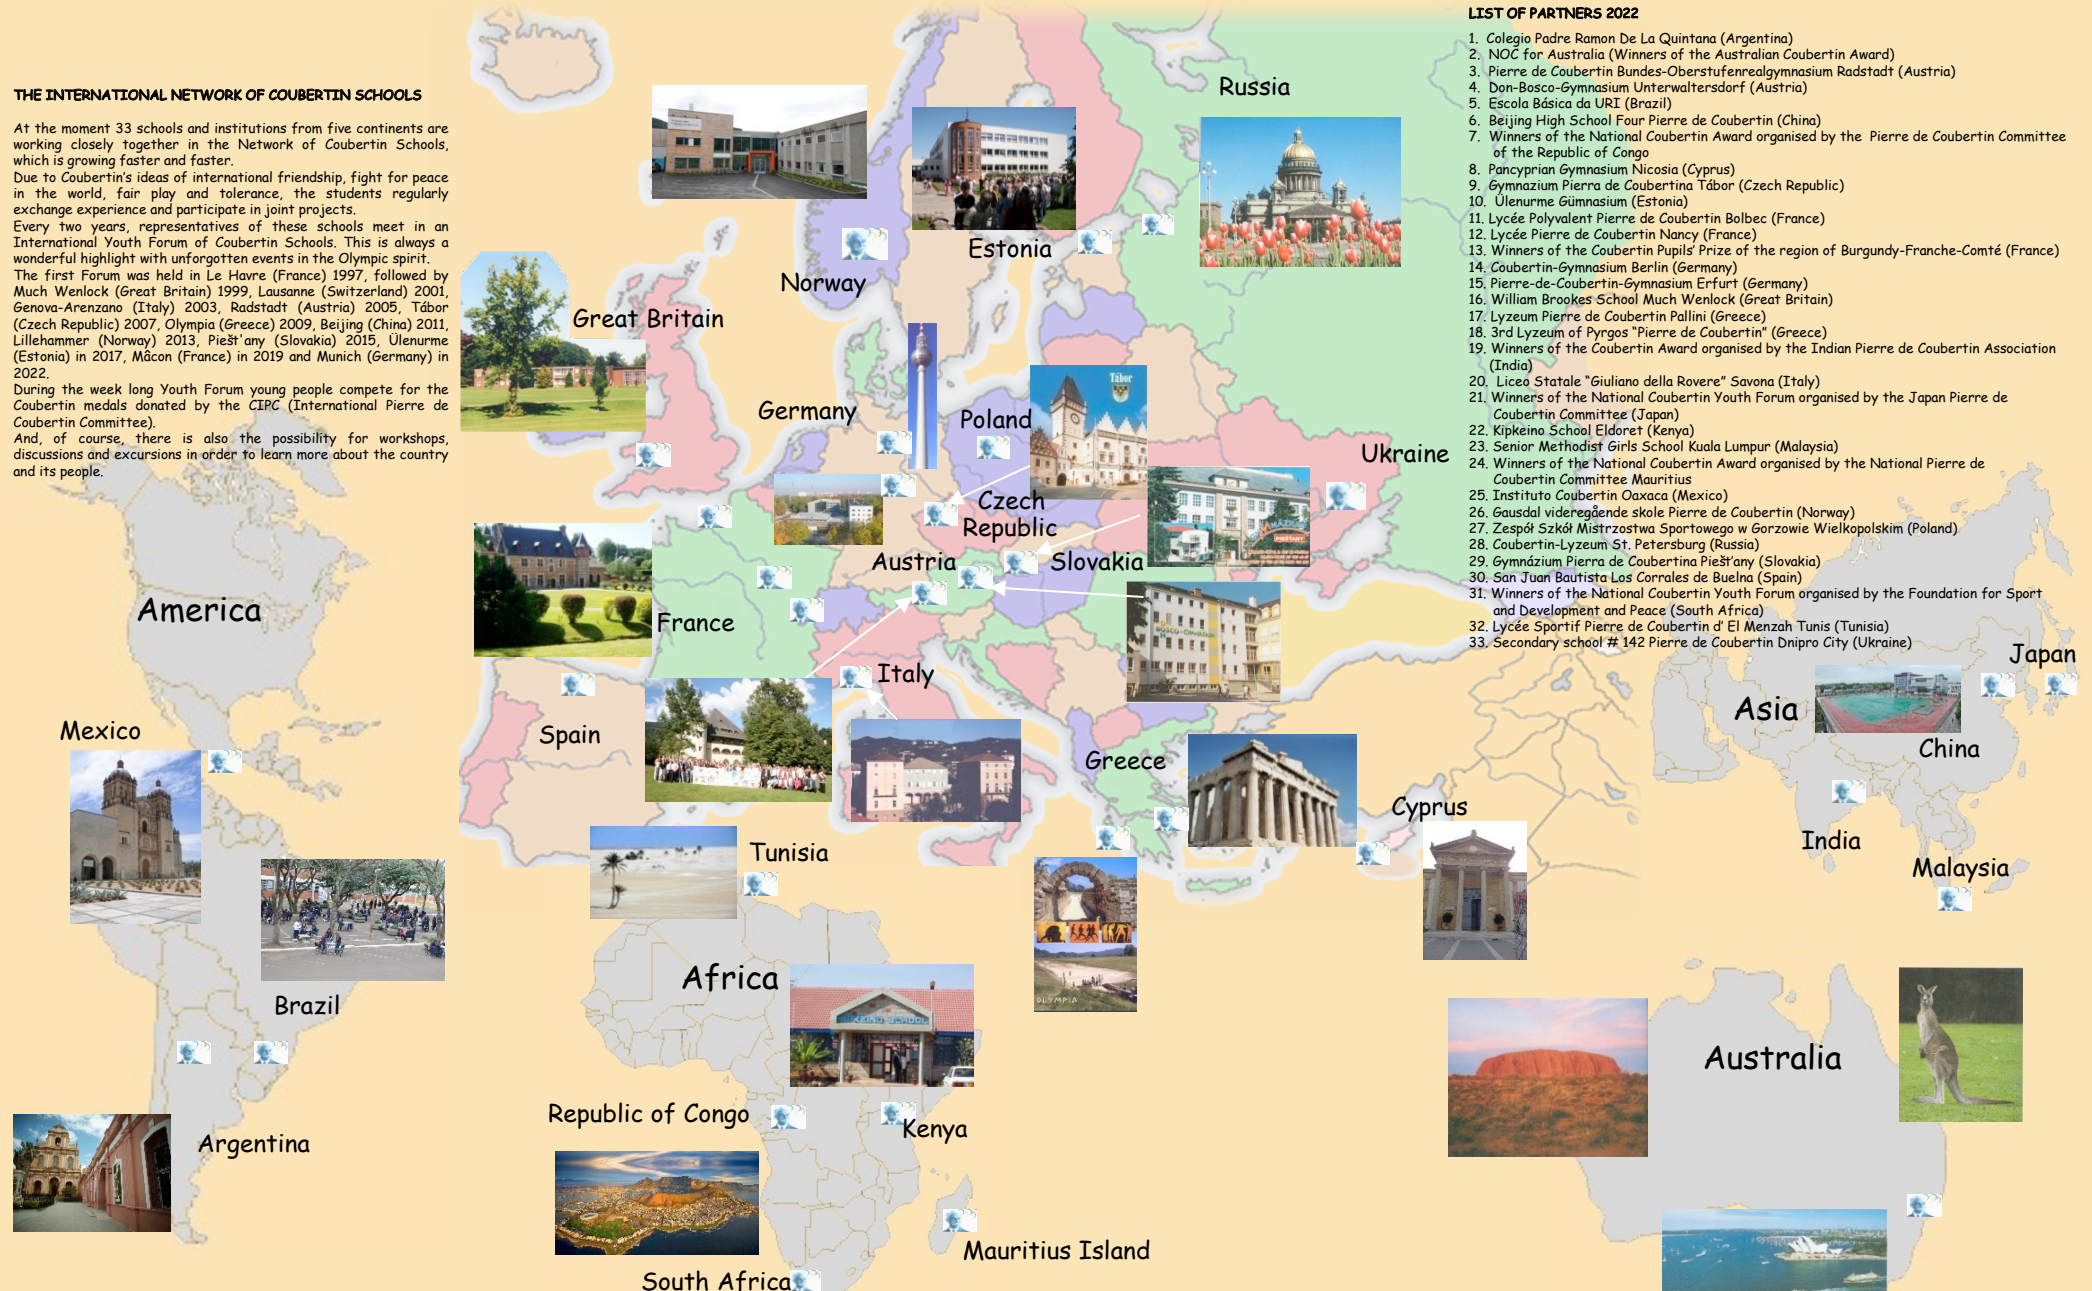 THE INTERNATIONAL NETWORK OF COUBERTIN SCHOOLS
At the moment 33 schools and institutions from five continents are
working closely together in the Network of Coubertin Schools,
which is growing faster and faster.
Due to Coubertin's ideas of international friendship, fight for peace
in the world, fair play and tolerance, the students regularly
exchange experience and participate in joint projects.
Every two years, representatives of these schools meet in an
International Youth Forum of Coubertin Schools. This is always a
wonderful highlight with unforgotten events in the Olympic spirit.
The first Forum was held in Le Havre (France) 1997, followed by
Much Wenlock (Great Britain) 1999, Lausanne (Switzerland) 2001,
Genova-Arenzano (Italy) 2003, Radstadt (Austria) 2005, Tábor
(Czech Republic) 2007, Olympia (Greece) 2009, Beijing (China) 2011,
Lillehammer (Norway) 2013, Piešt'any (Slovakia) 2015, Ülenurme
(Estonia) in 2017, Mâcon (France) in 2019 and Munich (Germany) in
2022.
During the week long Youth Forum young people compete for the
Coubertin medals donated by the CIPC (International Pierre de
Coubertin Committee).
And, of course, there is also the possibility for workshops,
discussions and excursions in order to learn more about the country
and its people.
LIST OF PARTNERS 2022
1. Colegio Padre Ramon De La Quintana (Argentina)
2. NOC for Australia (Winners of the Australian Coubertin Award)
3. Pierre de Coubertin Bundes-Oberstufenrealgymnasium Radstadt (Austria)
4. Don-Bosco-Gymnasium Unterwaltersdorf (Austria)
5. Escola Básica da URI (Brazil)
6. Beijing High School Four Pierre de Coubertin (China)
7. Winners of the National Coubertin Award organised by the Pierre de Coubertin Committee
of the Republic of Congo
8. Pancyprian Gymnasium Nicosia (Cyprus)
9. Gymnazium Pierra de Coubertina Tábor (Czech Republic)
10. Ülenurme Gümnasium (Estonia)
11. Lycée Polyvalent Pierre de Coubertin Bolbec (France)
12. Lycée Pierre de Coubertin Nancy (France)
13. Winners of the Coubertin Pupils' Prize of the region of Burgundy-Franche-Comté (France)
14. Coubertin-Gymnasium Berlin (Germany)
15. Pierre-de-Coubertin-Gymnasium Erfurt (Germany)
16. William Brookes School Much Wenlock (Great Britain)
17. Lyzeum Pierre de Coubertin Pallini (Greece)
18. 3rd Lyzeum of Pyrgos "Pierre de Coubertin" (Greece)
19. Winners of the Coubertin Award organised by the Indian Pierre de Coubertin Association
(India)
20. Liceo Statale "Giuliano della Rovere" Savona (Italy)
21. Winners of the National Coubertin Youth Forum organised by the Japan Pierre de
Coubertin Committee (Japan)
22. Kipkeino School Eldoret (Kenya)
23. Senior Methodist Girls School Kuala Lumpur (Malaysia)
24. Winners of the National Coubertin Award organised by the National Pierre de
Coubertin Committee Mauritius
25. Instituto Coubertin Oaxaca (Mexico)
26. Gausdal videregående skole Pierre de Coubertin (Norway)
27. Zespół Szkół Mistrzostwa Sportowego w Gorzowie Wielkopolskim (Poland)
28. Coubertin-Lyzeum St. Petersburg (Russia)
29. Gymnázium Pierra de Coubertina Piešt'any (Slovakia)
30. San Juan Bautista Los Corrales de Buelna (Spain)
31. Winners of the National Coubertin Youth Forum organised by the Foundation for Sport
and Development and Peace (South Africa)
32. Lycée Sportif Pierre de Coubertin d' El Menzah Tunis (Tunisia)
33. Secondary school # 142 Pierre de Coubertin Dnipro City (Ukraine)
Russia
Estonia
Norway
Great Britain
Tábor
Germany
Poland
Ukraine
Czech
Republic
PIEŠŤANY
Austria
Slovakia
America
France
BOSCO-GYMNASIUM
Japan
Italy
Asia
Mexico
Spain
China
Greece
Cyprus
India
Tunisia
Malaysia
Africa
OLYMPIA
Brazil
KIPKEINO SCHOOL
Australia
Republic of Congo
Kenya
Argentina
Mauritius Island
South Africa